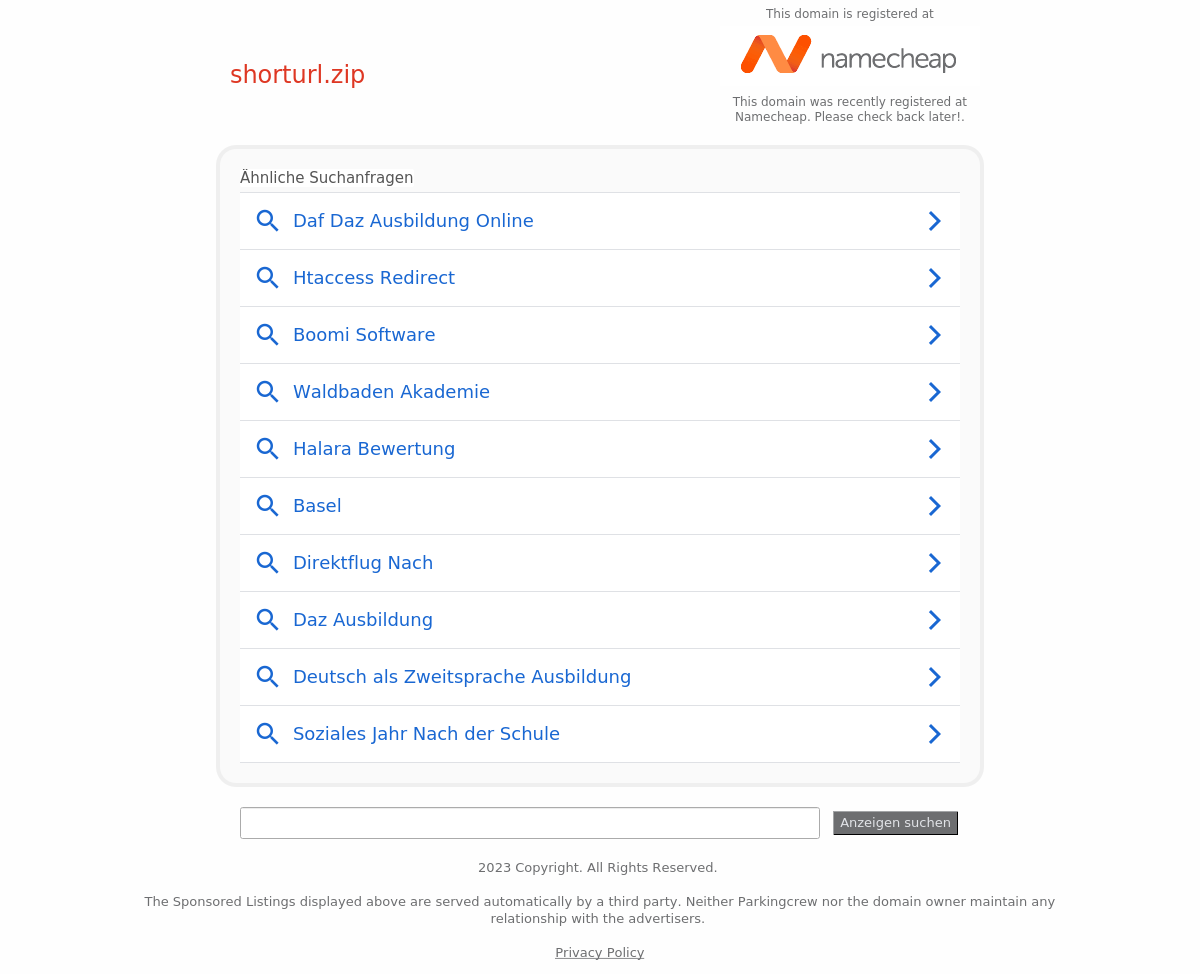 This domain is registered at
namecheap
shorturl.zip
This domain was recently registered at
Namecheap. Please check back later!.
Ähnliche Suchanfragen
Daf Daz Ausbildung Online
Htaccess Redirect
Boomi Software
Waldbaden Akademie
Halara Bewertung
Basel
Direktflug Nach
Daz Ausbildung
Deutsch als Zweitsprache Ausbildung
Soziales Jahr Nach der Schule
Anzeigen suchen
2023 Copyright. All Rights Reserved.
The Sponsored Listings displayed above are served automatically by a third party. Neither Parkingcrew nor the domain owner maintain any
relationship with the advertisers.
Privacy Policy